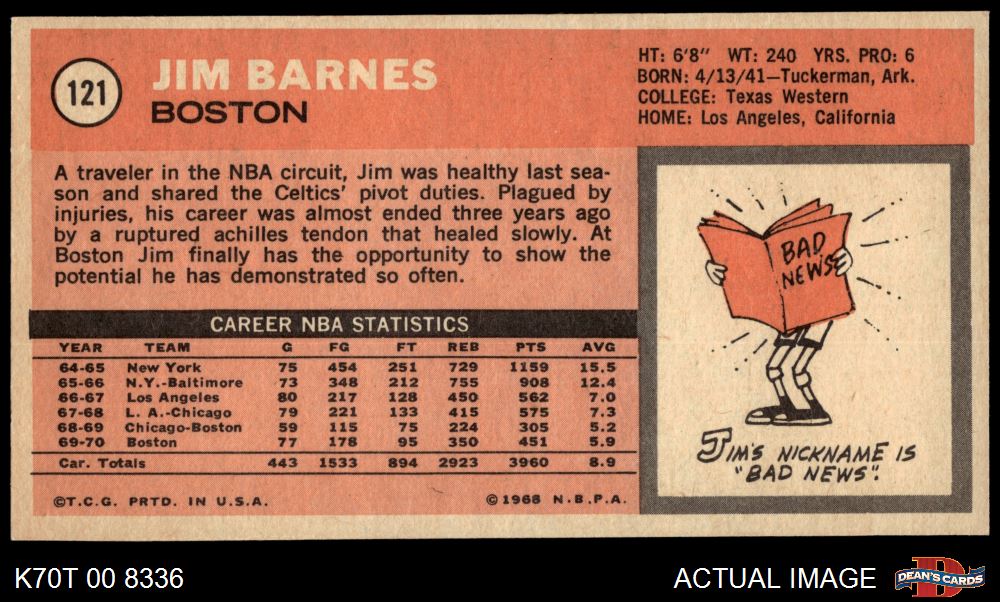 121
JIM BARNES
BOSTON
HT: 6'8" WT: 240 YRS. PRO: 6
BORN: 4/13/41—Tuckerman, Ark.
COLLEGE: Texas Western
HOME: Los Angeles, California
A traveler in the NBA circuit, Jim was healthy last sea-
son and shared the Celtics' pivot duties. Plagued by
injuries, his career was almost ended three years ago
by a ruptured achilles tendon that healed slowly. At
Boston Jim finally has the opportunity to show the
potential he has demonstrated so often.
CAREER NBA STATISTICS
YEAR TEAM G FG FT REB PTS AVG
64-65 New York 75 454 251 729 1159 15.5
65-66 N.Y.-Baltimore 73 348 212 755 908 12.4
66-67 Los Angeles 80 217 128 450 562 7.0
67-68 L. A.-Chicago 79 221 133 415 575 7.3
68-69 Chicago-Boston 59 115 75 224 305 5.2
69-70 Boston 77 178 95 350 451 5.9
Car. Totals 443 1533 894 2923 3960 8.9
©T.C.G. PRTD. IN U.S.A. ©1968 N.B.P.A.
BAD
NEWS
JIM'S NICKNAME IS
"BAD NEWS".
K70T 00 8336
ACTUAL IMAGE
D
DEAN'S CARDS